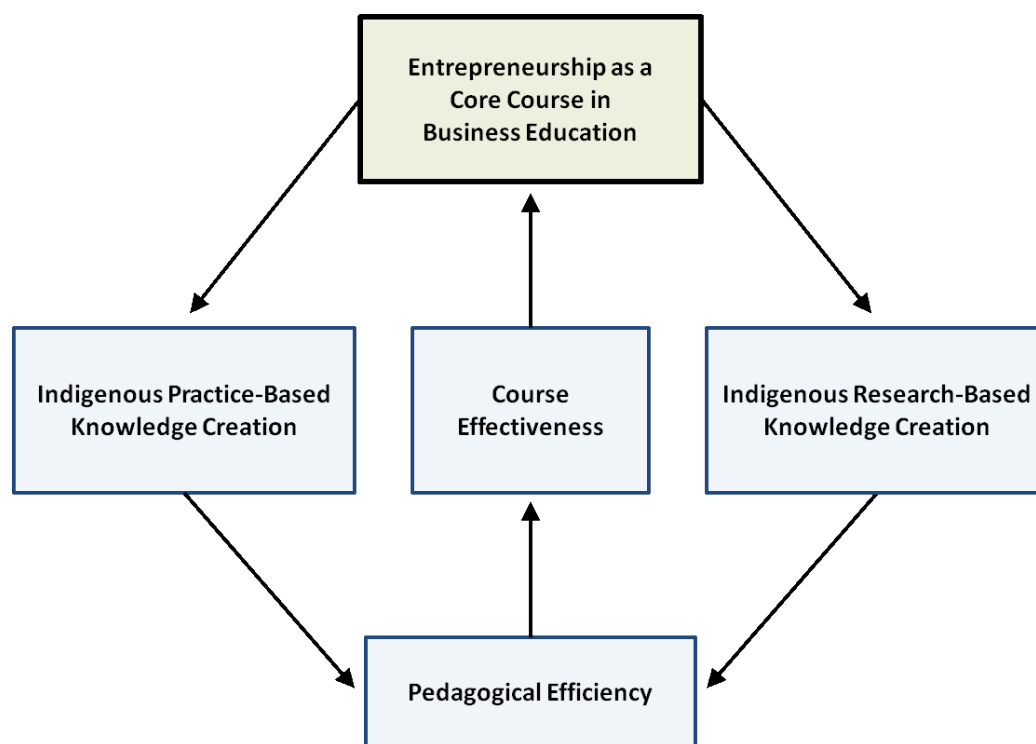 Entrepreneurship as a
Core Course in
Business Education
Indigenous Practice-Based
Knowledge Creation
Course
Effectiveness
Indigenous Research-Based
Knowledge Creation
Pedagogical Efficiency